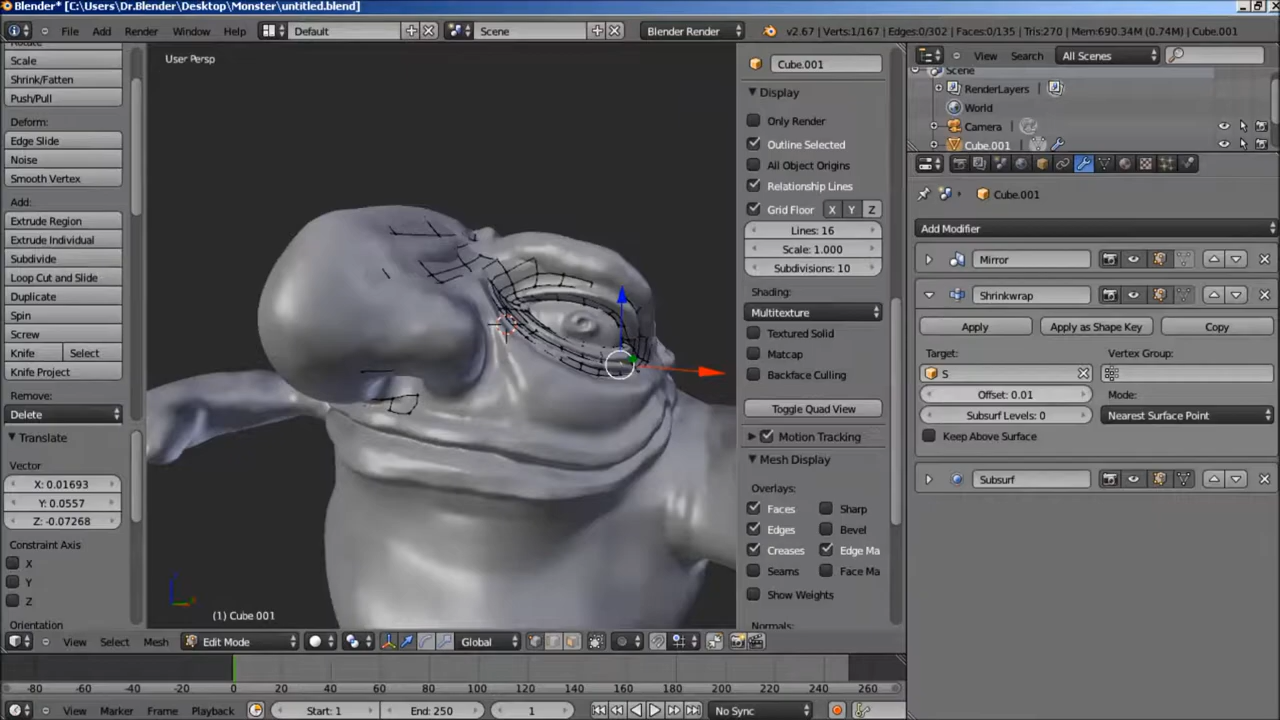 Blender* [C:\Users\Dr.Blender\Desktop\Monster\untitled.blend]
File Add Render Window Help Default Scene Blender Render v2.67 | Verts:1/167 | Edges:0/302 | Faces:0/135 | Tris:270 | Mem:690.34M (0.74M) | Cube.001
Scale
Shrink/Fatten
Push/Pull
Deform:
Edge Slide
Noise
Smooth Vertex
Add:
Extrude Region
Extrude Individual
Subdivide
Loop Cut and Slide
Duplicate
Spin
Screw
Knife Select
Knife Project
Remove:
Delete
Translate
Vector
X: 0.01693
Y: 0.0557
Z: -0.07268
Constraint Axis
X
Y
Z
Orientation
User Persp
(1) Cube.001
Cube.001
Display
Only Render
Outline Selected
All Object Origins
Relationship Lines
Grid Floor X Y Z
Lines: 16
Scale: 1.000
Subdivisions: 10
Shading:
Multitexture
Textured Solid
Matcap
Backface Culling
Toggle Quad View
Motion Tracking
Mesh Display
Overlays:
Faces Sharp
Edges Bevel
Creases Edge Ma
Seams Face Ma
Show Weights
Normals:
View Search All Scenes
Scene
RenderLayers
World
Camera
Cube.001
Cube.001
Add Modifier
Mirror
Shrinkwrap
Apply Apply as Shape Key Copy
Target: Vertex Group:
S
Offset: 0.01 Mode:
Subsurf Levels: 0 Nearest Surface Point
Keep Above Surface
Subsurf
View Select Mesh Edit Mode Global
-80 -60 -40 -20 0 20 40 60 80 100 120 140 160 180 200 220 240 260
View Marker Frame Playback Start: 1 End: 250 1 No Sync